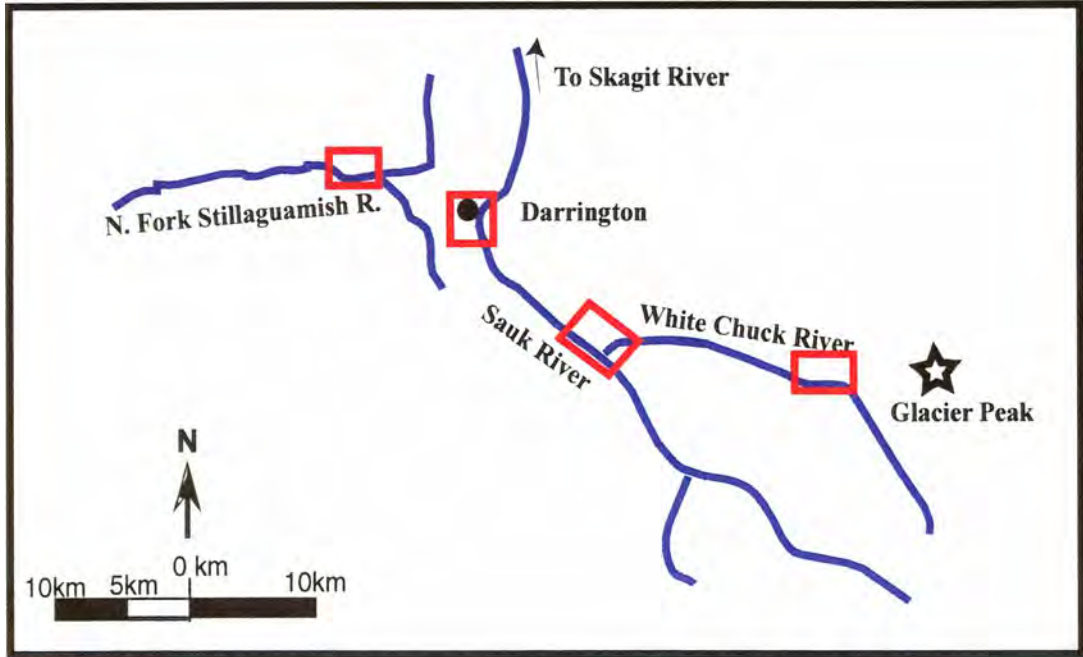 To Skagit River
N. Fork Stillaguamish R.
Darrington
Sauk River
White Chuck River
Glacier Peak
N
10km 5km 0 km 10km